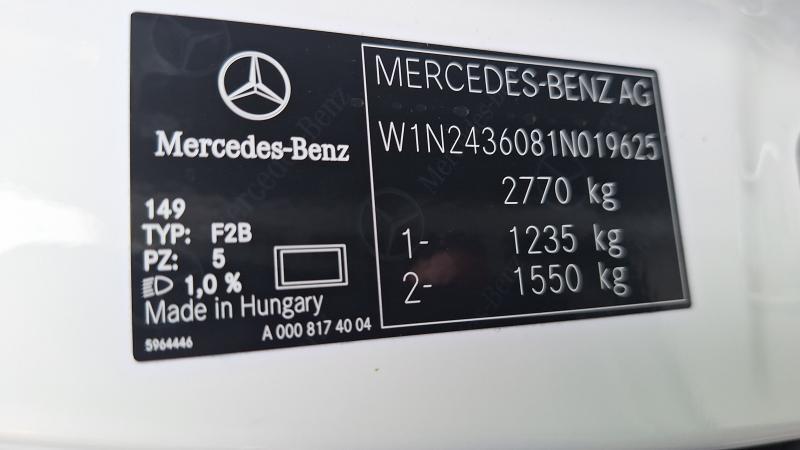 Mercedes-Benz
149
TYP: F2B
PZ: 5
1,0 %
Made in Hungary
A 000 817 40 04
5964446
MERCEDES-BENZ AG
W1N2436081N019625
2770 kg
1- 1235 kg
2- 1550 kg